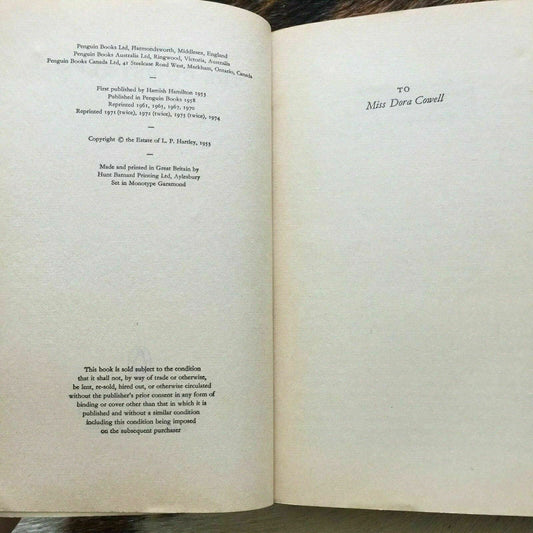 Penguin Books Ltd, Harmondsworth, Middlesex, England
Penguin Books Australia Ltd, Ringwood, Victoria, Australia
Penguin Books Canada Ltd, 41 Steelcase Road West, Markham, Ontario, Canada
—
First published by Hamish Hamilton 1953
Published in Penguin Books 1958
Reprinted 1961, 1965, 1967, 1970
Reprinted 1971 (twice), 1972 (twice), 1973 (twice), 1974
—
Copyright © the Estate of L. P. Hartley, 1953
—
Made and printed in Great Britain by
Hunt Barnard Printing Ltd, Aylesbury
Set in Monotype Garamond
This book is sold subject to the condition
that it shall not, by way of trade or otherwise,
be lent, re-sold, hired out, or otherwise circulated
without the publisher's prior consent in any form of
binding or cover other than that in which it is
published and without a similar condition
including this condition being imposed
on the subsequent purchaser
TO
Miss Dora Cowell